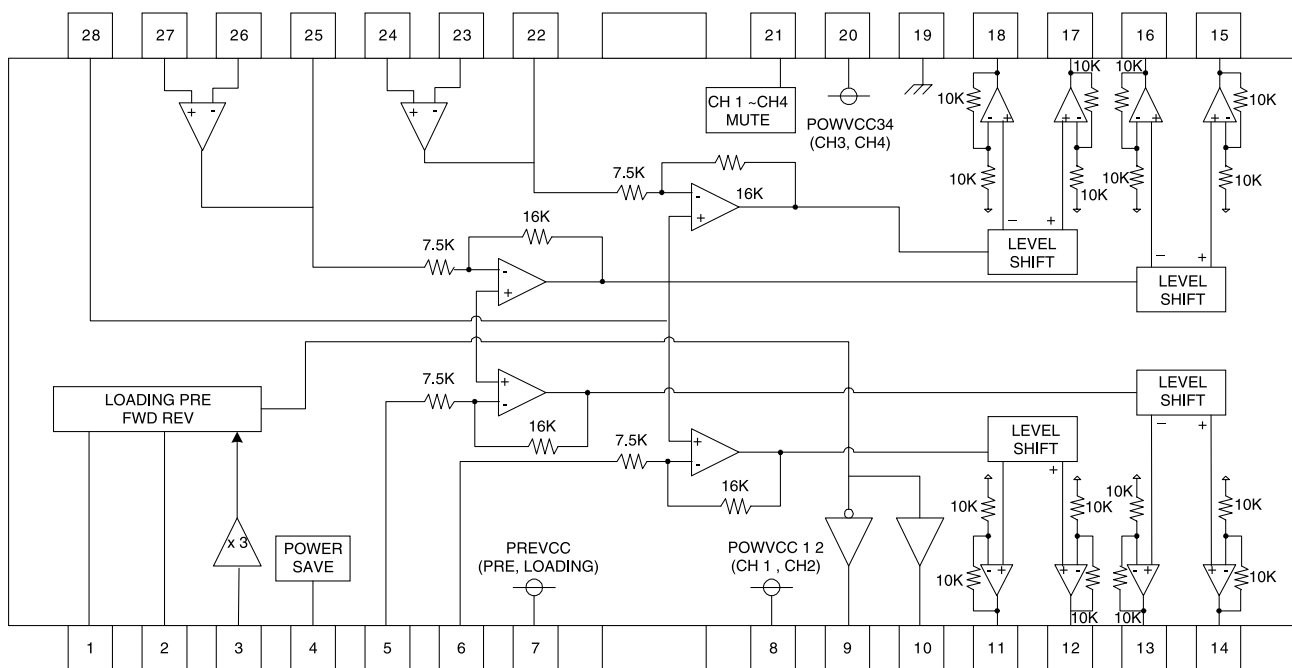 28 27 26 25 24 23 22 21 20 19 18 17 16 15
+ -
+ -
CH 1 ~CH4
MUTE
POWVCC34
(CH3, CH4)
10K 10K
10K 10K 10K 10K
- + + - - + + -
10K 10K 10K 10K
7.5K
16K
-
+
- +
LEVEL
SHIFT
- +
LEVEL
SHIFT
7.5K
16K
-
+
LOADING PRE
FWD REV
7.5K
+
-
16K
LEVEL
SHIFT
- +
7.5K
+
-
16K
LEVEL
SHIFT
+
x 3
POWER
SAVE
PREVCC
(PRE, LOADING)
POWVCC 1 2
(CH 1 , CH2)
10K 10K 10K 10K
10K 10K 10K
- + + - - + + -
10K 10K
1 2 3 4 5 6 7 8 9 10 11 12 13 14